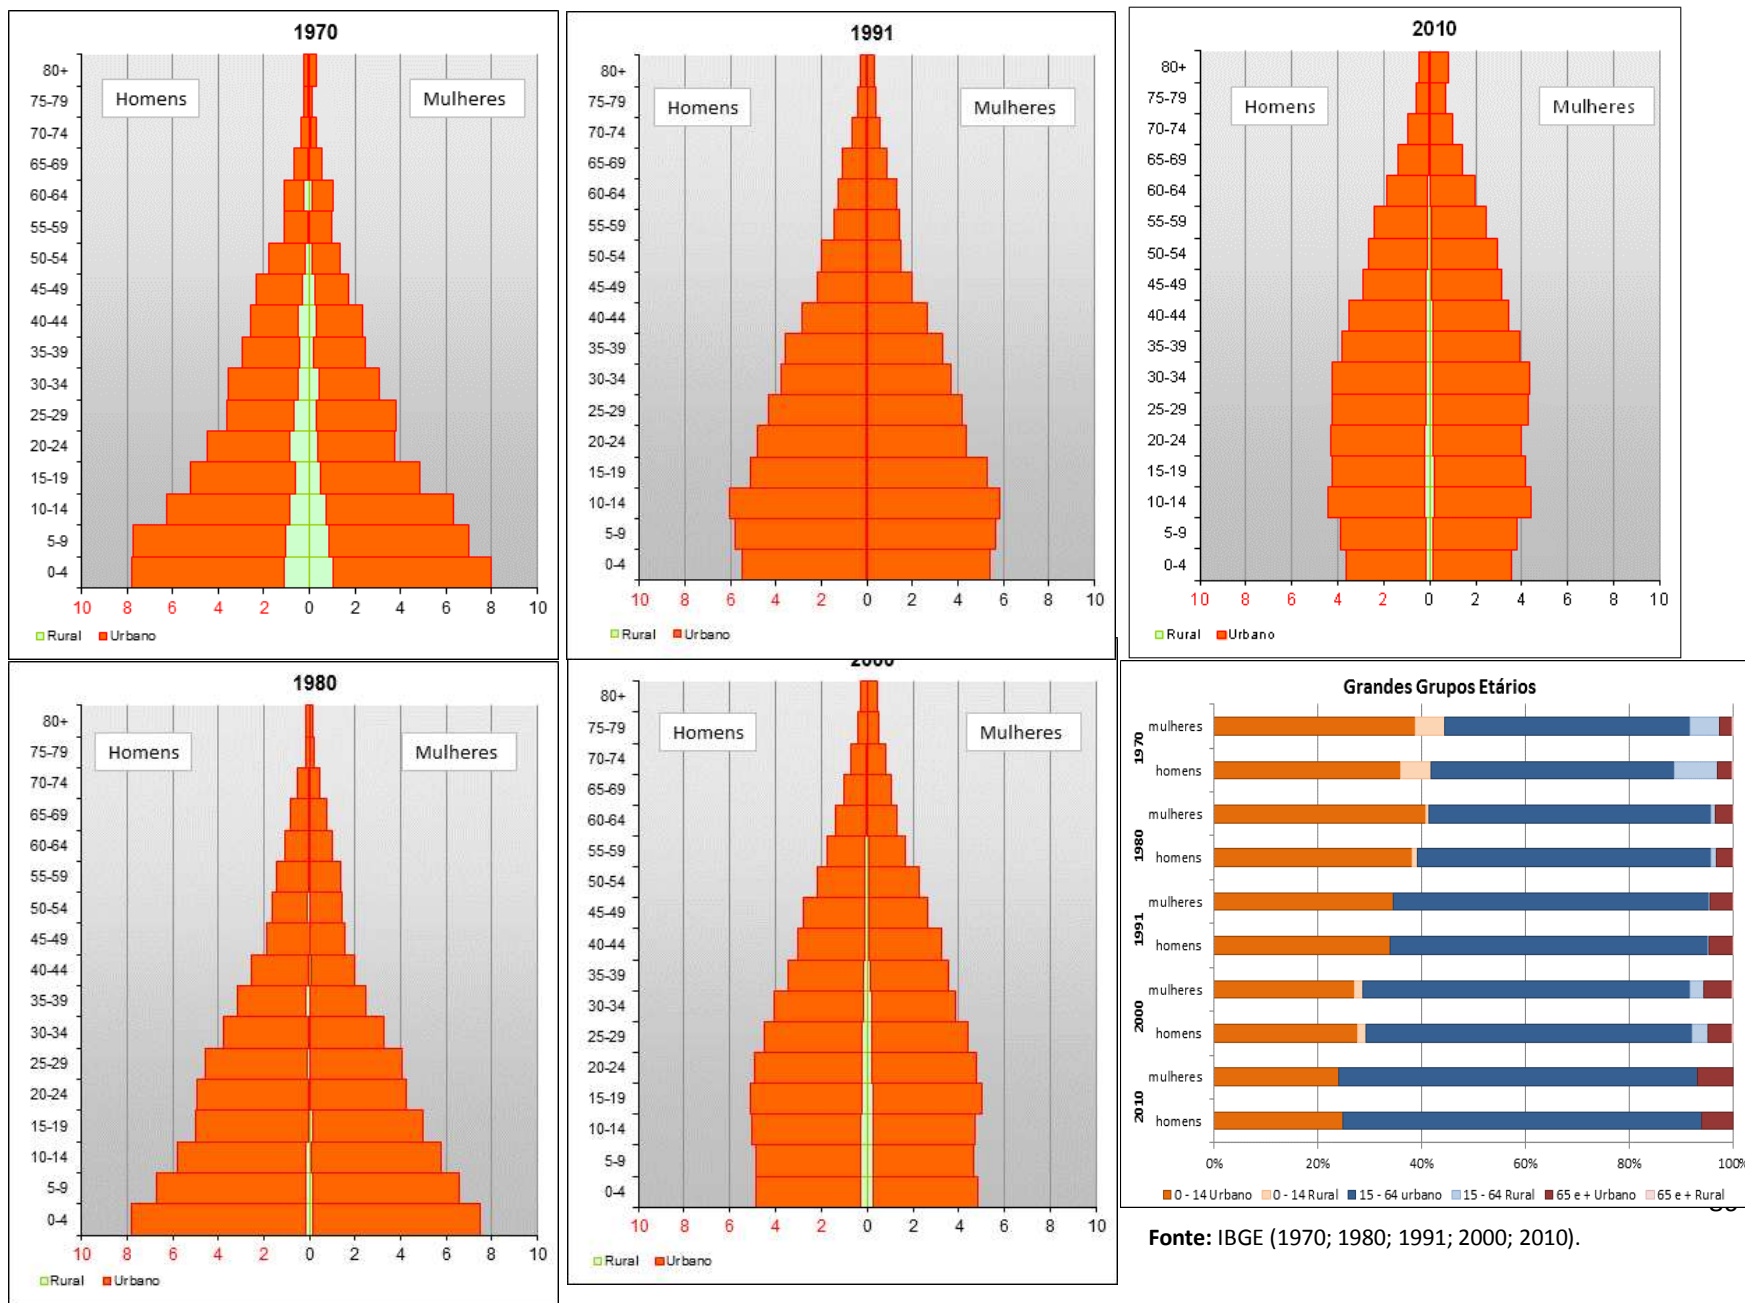 1970
Homens
Mulheres
80+
75-79
70-74
65-69
60-64
55-59
50-54
45-49
40-44
35-39
30-34
25-29
20-24
15-19
10-14
5-9
0-4
10 8 6 4 2 0 2 4 6 8 10
Rural Urbano
1991
Homens
Mulheres
80+
75-79
70-74
65-69
60-64
55-59
50-54
45-49
40-44
35-39
30-34
25-29
20-24
15-19
10-14
5-9
0-4
10 8 6 4 2 0 2 4 6 8 10
Rural Urbano
2010
Homens
Mulheres
80+
75-79
70-74
65-69
60-64
55-59
50-54
45-49
40-44
35-39
30-34
25-29
20-24
15-19
10-14
5-9
0-4
10 8 6 4 2 0 2 4 6 8 10
Rural Urbano
1980
Homens
Mulheres
80+
75-79
70-74
65-69
60-64
55-59
50-54
45-49
40-44
35-39
30-34
25-29
20-24
15-19
10-14
5-9
0-4
10 8 6 4 2 0 2 4 6 8 10
Rural Urbano
2000
Homens
Mulheres
80+
75-79
70-74
65-69
60-64
55-59
50-54
45-49
40-44
35-39
30-34
25-29
20-24
15-19
10-14
5-9
0-4
10 8 6 4 2 0 2 4 6 8 10
Rural Urbano
Grandes Grupos Etários
1970
mulheres
homens
1980
mulheres
homens
1991
mulheres
homens
2000
mulheres
homens
2010
mulheres
homens
0% 20% 40% 60% 80% 100%
0 - 14 Urbano 0 - 14 Rural 15 - 64 urbano 15 - 64 Rural 65 e + Urbano 65 e + Rural
Fonte: IBGE (1970; 1980; 1991; 2000; 2010).